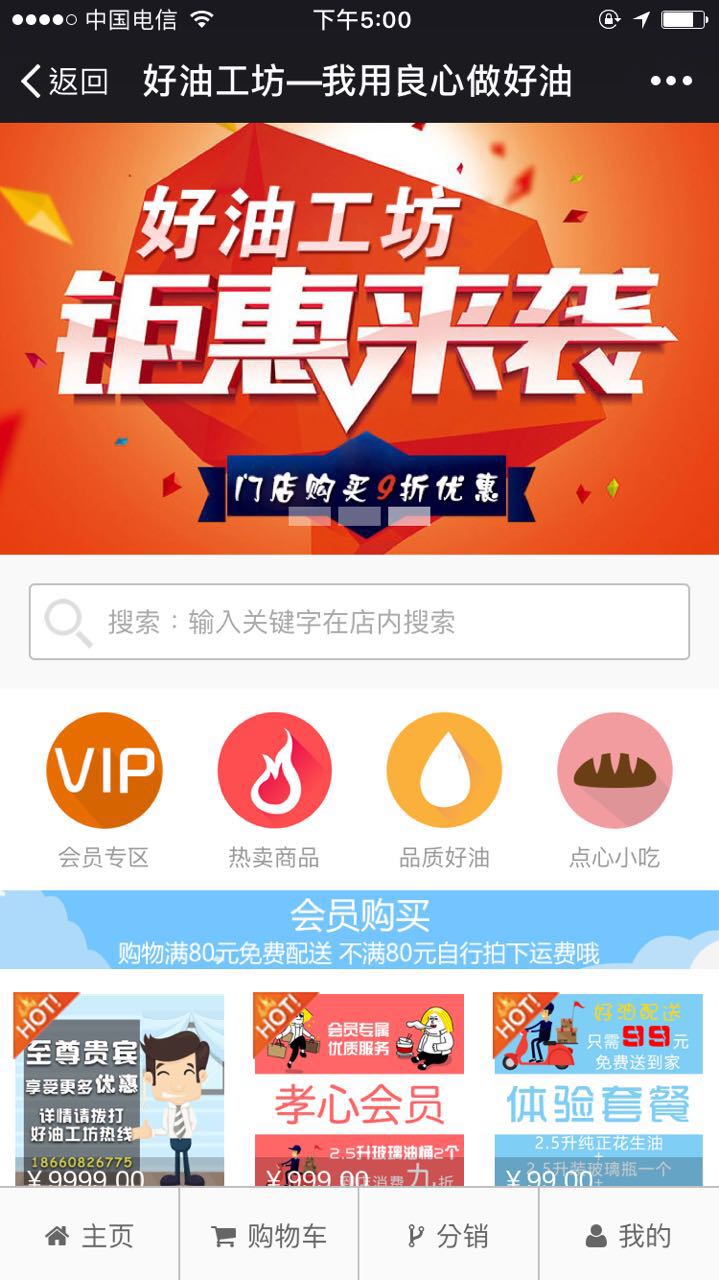 中国电信 下午5:00
返回 好油工坊—我用良心做好油
好油工坊
钜惠来袭
门店购买9折优惠
搜索：输入关键字在店内搜索
VIP
会员专区 热卖商品 品质好油 点心小吃
会员购买
购物满80元免费配送 不满80元自行拍下运费哦
HOT!
至尊贵宾
享受更多优惠
详情请拨打
好油工坊热线
18660826775
¥9999.00
HOT!
会员专属
优质服务
孝心会员
2.5升玻璃油桶2个
消费九折
¥999.00
HOT!
好油配送
只需99元
免费送到家
体验套餐
2.5升纯正花生油
+
2.5升装玻璃瓶一个
¥99.00
主页 购物车 分销 我的